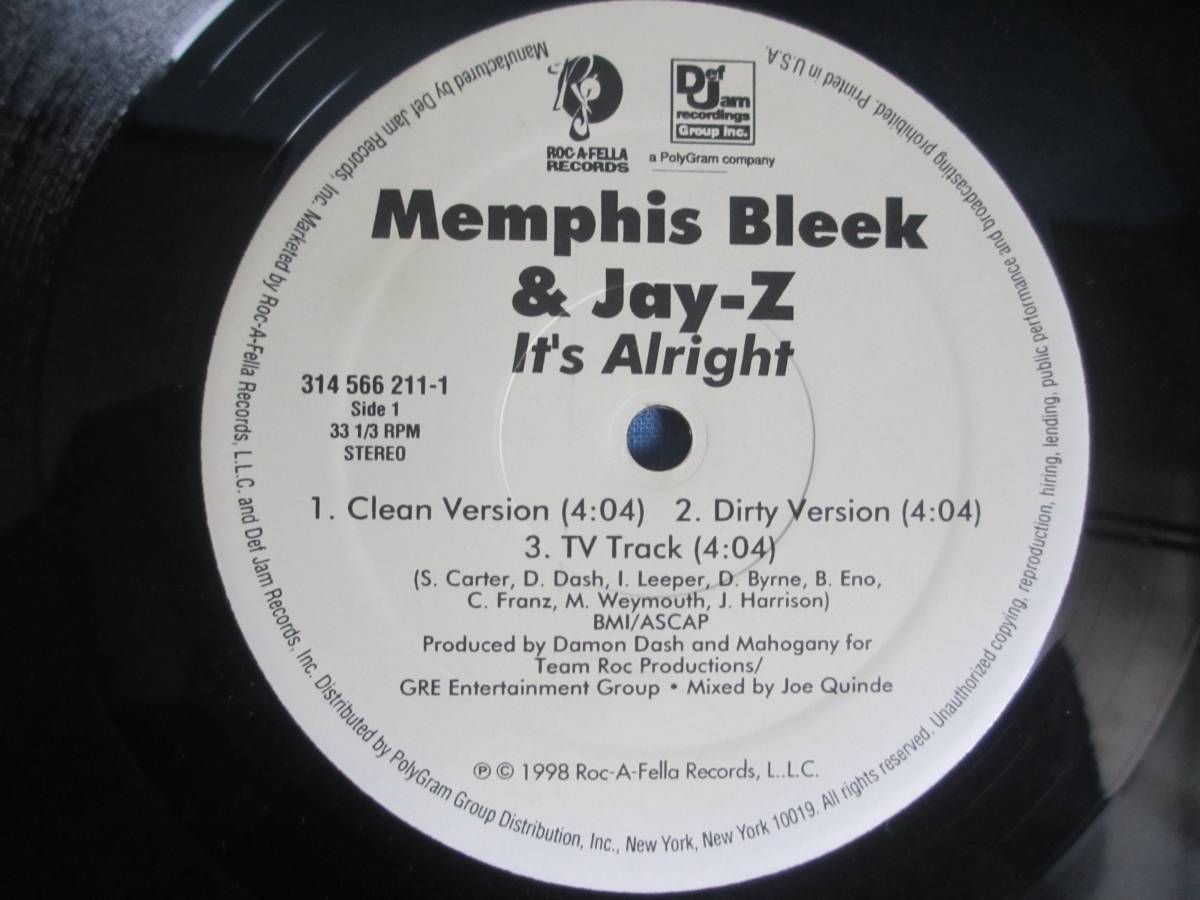 ROC-A-FELLA
RECORDS
Def
Jam
recordings
Group Inc.
a PolyGram company
Memphis Bleek
& Jay-Z
It's Alright
314 566 211-1
Side 1
33 1/3 RPM
STEREO
1. Clean Version (4:04) 2. Dirty Version (4:04)
3. TV Track (4:04)
(S. Carter, D. Dash, I. Leeper, D. Byrne, B. Eno,
C. Franz, M. Weymouth, J. Harrison)
BMI/ASCAP
Produced by Damon Dash and Mahogany for
Team Roc Productions/
GRE Entertainment Group • Mixed by Joe Quinde
℗ © 1998 Roc-A-Fella Records, L..L.C.
Manufactured by Def Jam Records, Inc. Marketed by Roc-A-Fella Records, L.L.C. and Def Jam Records, Inc. Distributed by PolyGram Group Distribution, Inc., New York, New York 10019. All rights reserved. Unauthorized copying, reproduction, hiring, lending, public performance and broadcasting prohibited. Printed in U.S.A.